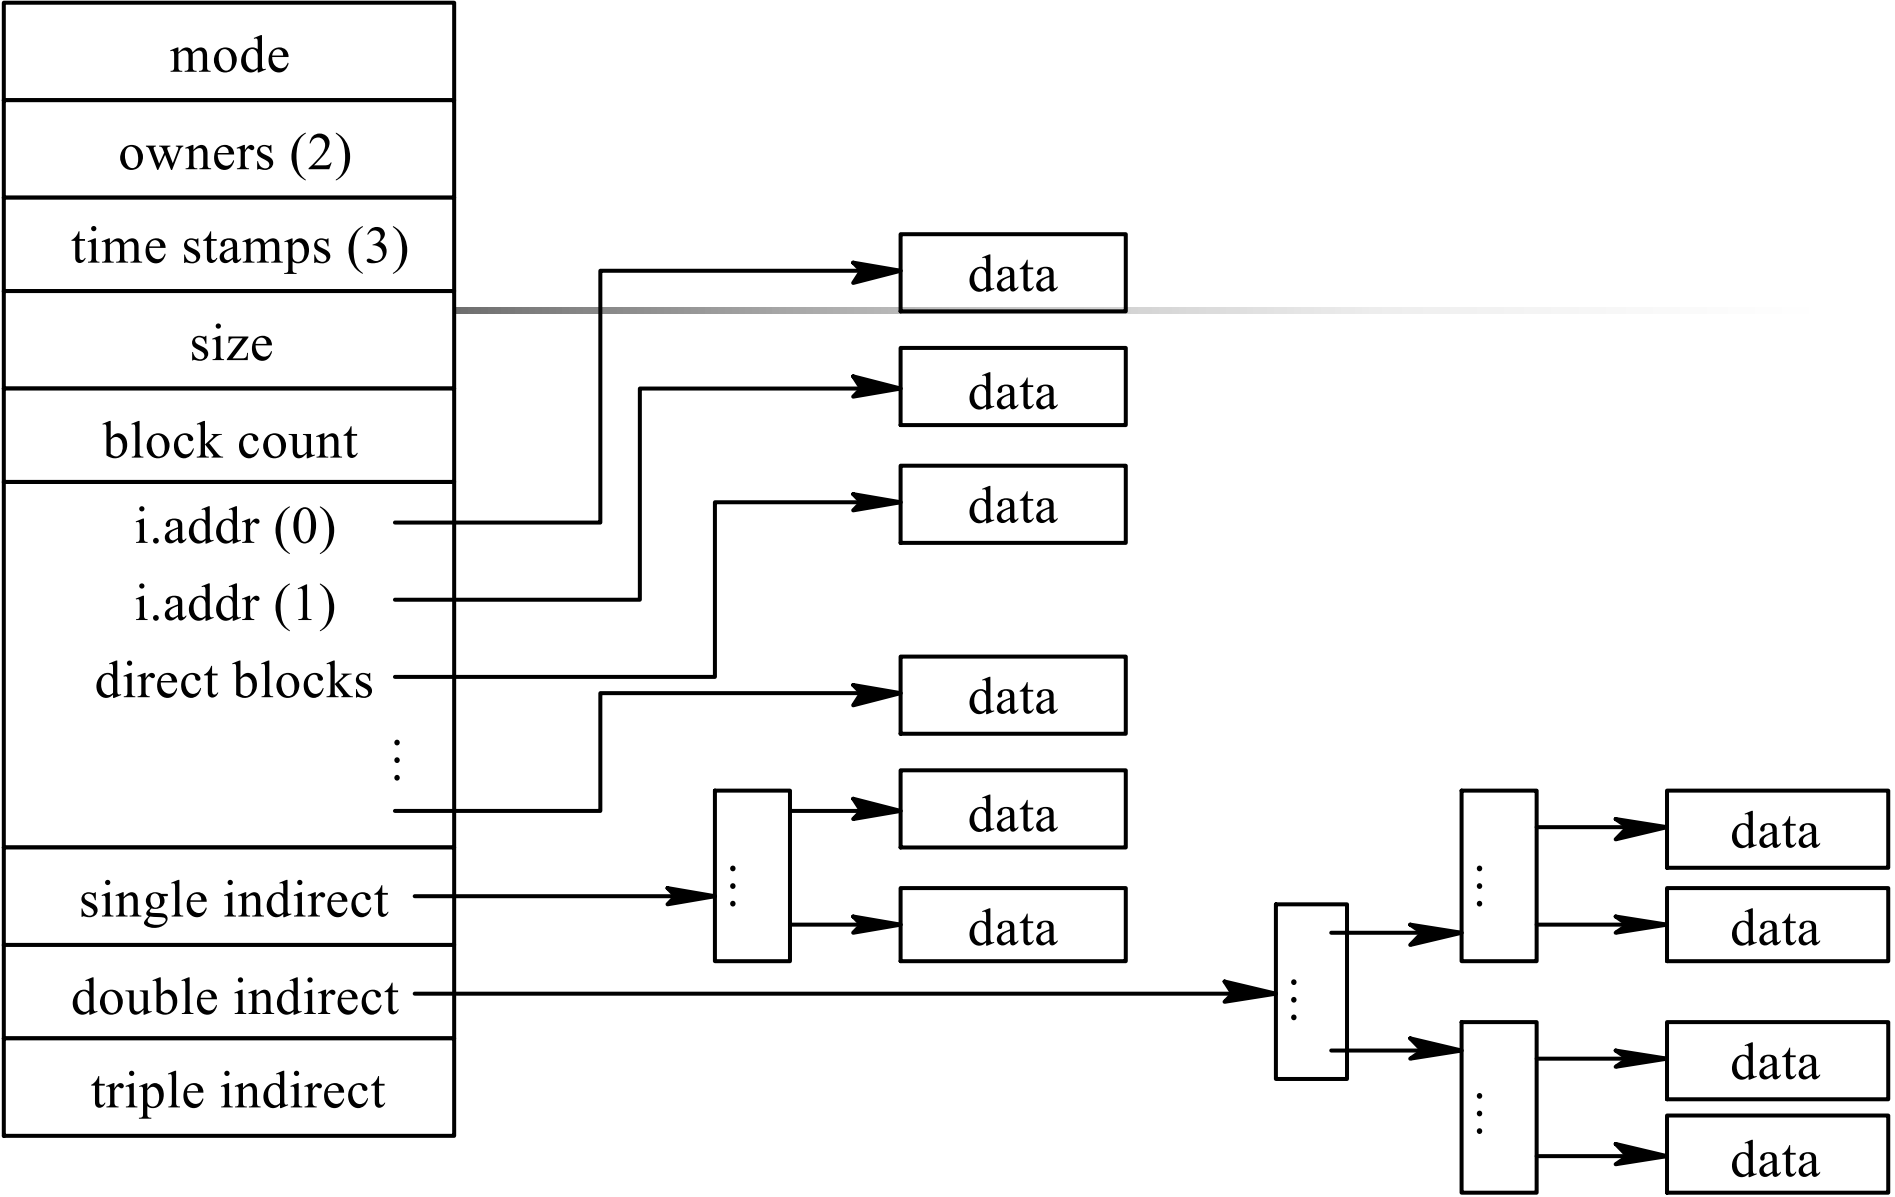 mode
owners (2)
time stamps (3)
size
block count
i.addr (0)
i.addr (1)
direct blocks
⋮
single indirect
double indirect
triple indirect
data
data
data
data
data
data
⋮
⋮
⋮
⋮
data
data
data
data